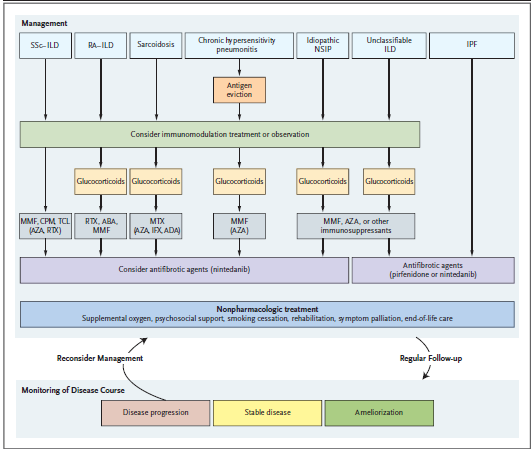 Management
SSc–ILD
RA–ILD
Sarcoidosis
Chronic hypersensitivity
pneumonitis
Idiopathic
NSIP
Unclassifiable
ILD
IPF
Antigen
eviction
Consider immunomodulation treatment or observation
Glucocorticoids
Glucocorticoids
Glucocorticoids
Glucocorticoids
Glucocorticoids
MMF, CPM, TCL
(AZA, RTX)
RTX, ABA,
MMF
MTX
(AZA, IFX, ADA)
MMF
(AZA)
MMF, AZA, or other
immunosuppressants
Consider antifibrotic agents (nintedanib)
Antifibrotic agents
(pirfenidone or nintedanib)
Nonpharmacologic treatment
Supplemental oxygen, psychosocial support, smoking cessation, rehabilitation, symptom palliation, end-of-life care
Reconsider Management
Regular Follow-up
Monitoring of Disease Course
Disease progression
Stable disease
Ameliorization